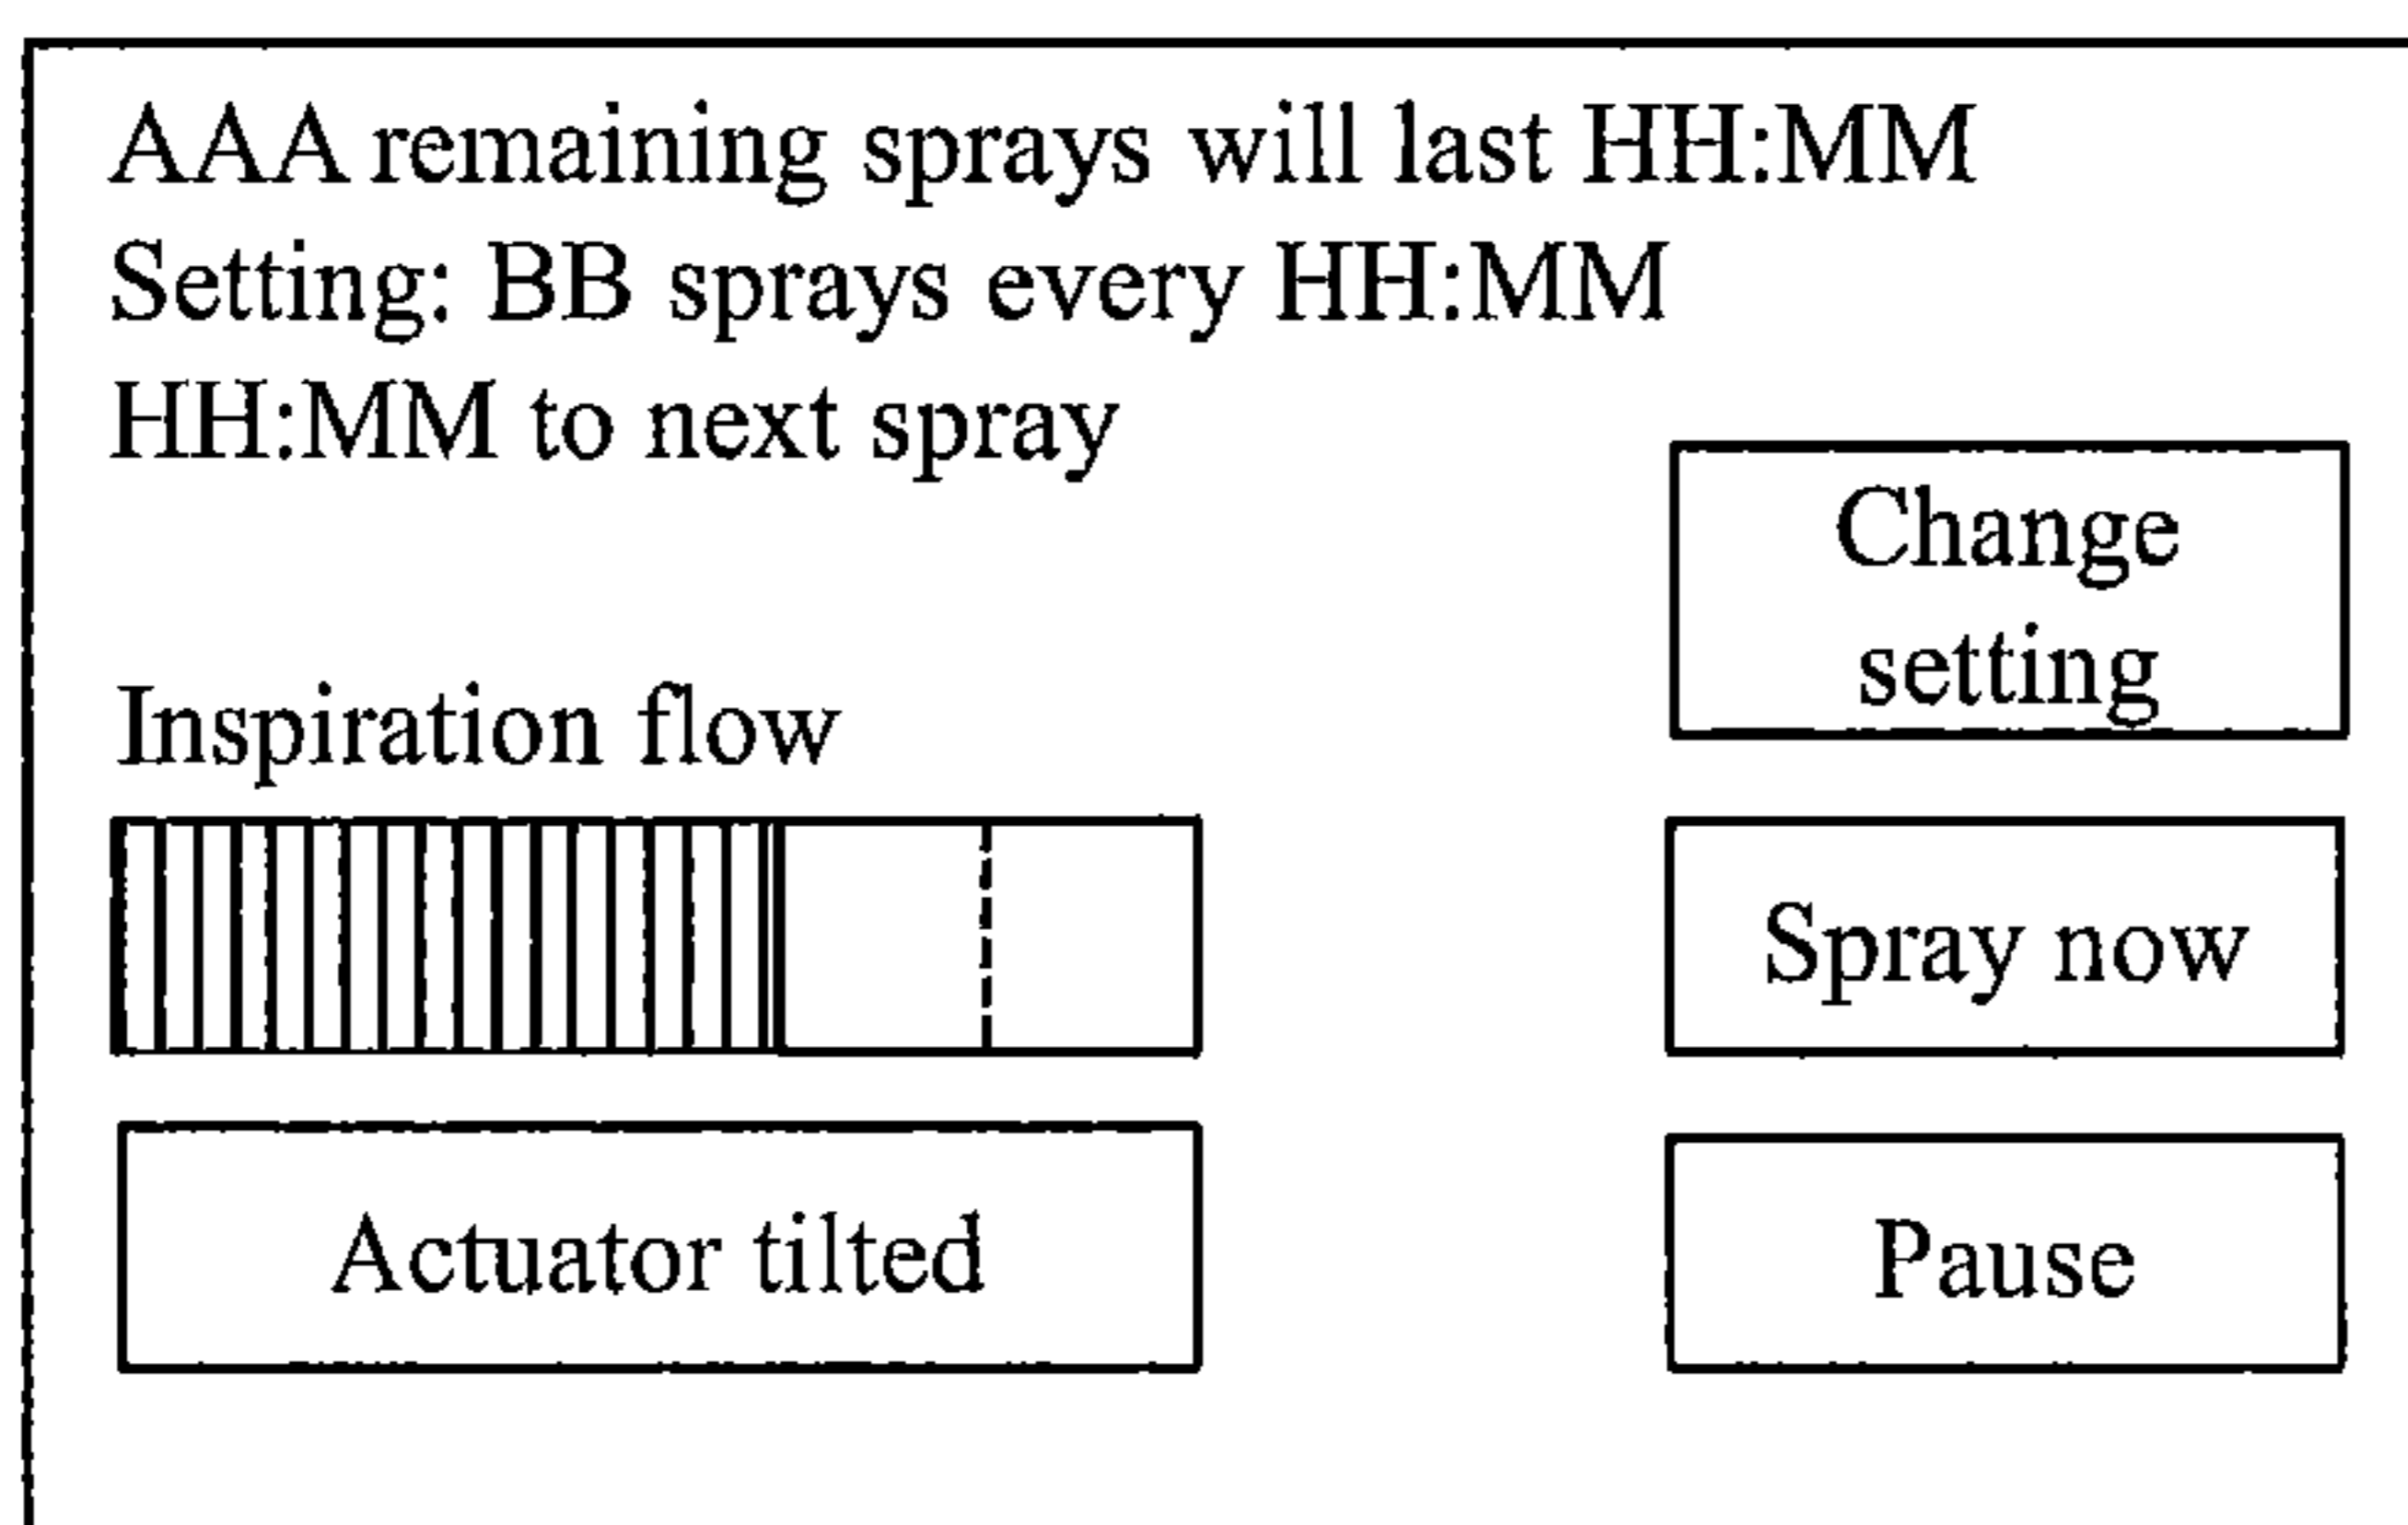 AAA remaining sprays will last HH:MM
Setting: BB sprays every HH:MM
HH:MM to next spray
Change
setting
Inspiration flow
Spray now
Actuator tilted
Pause